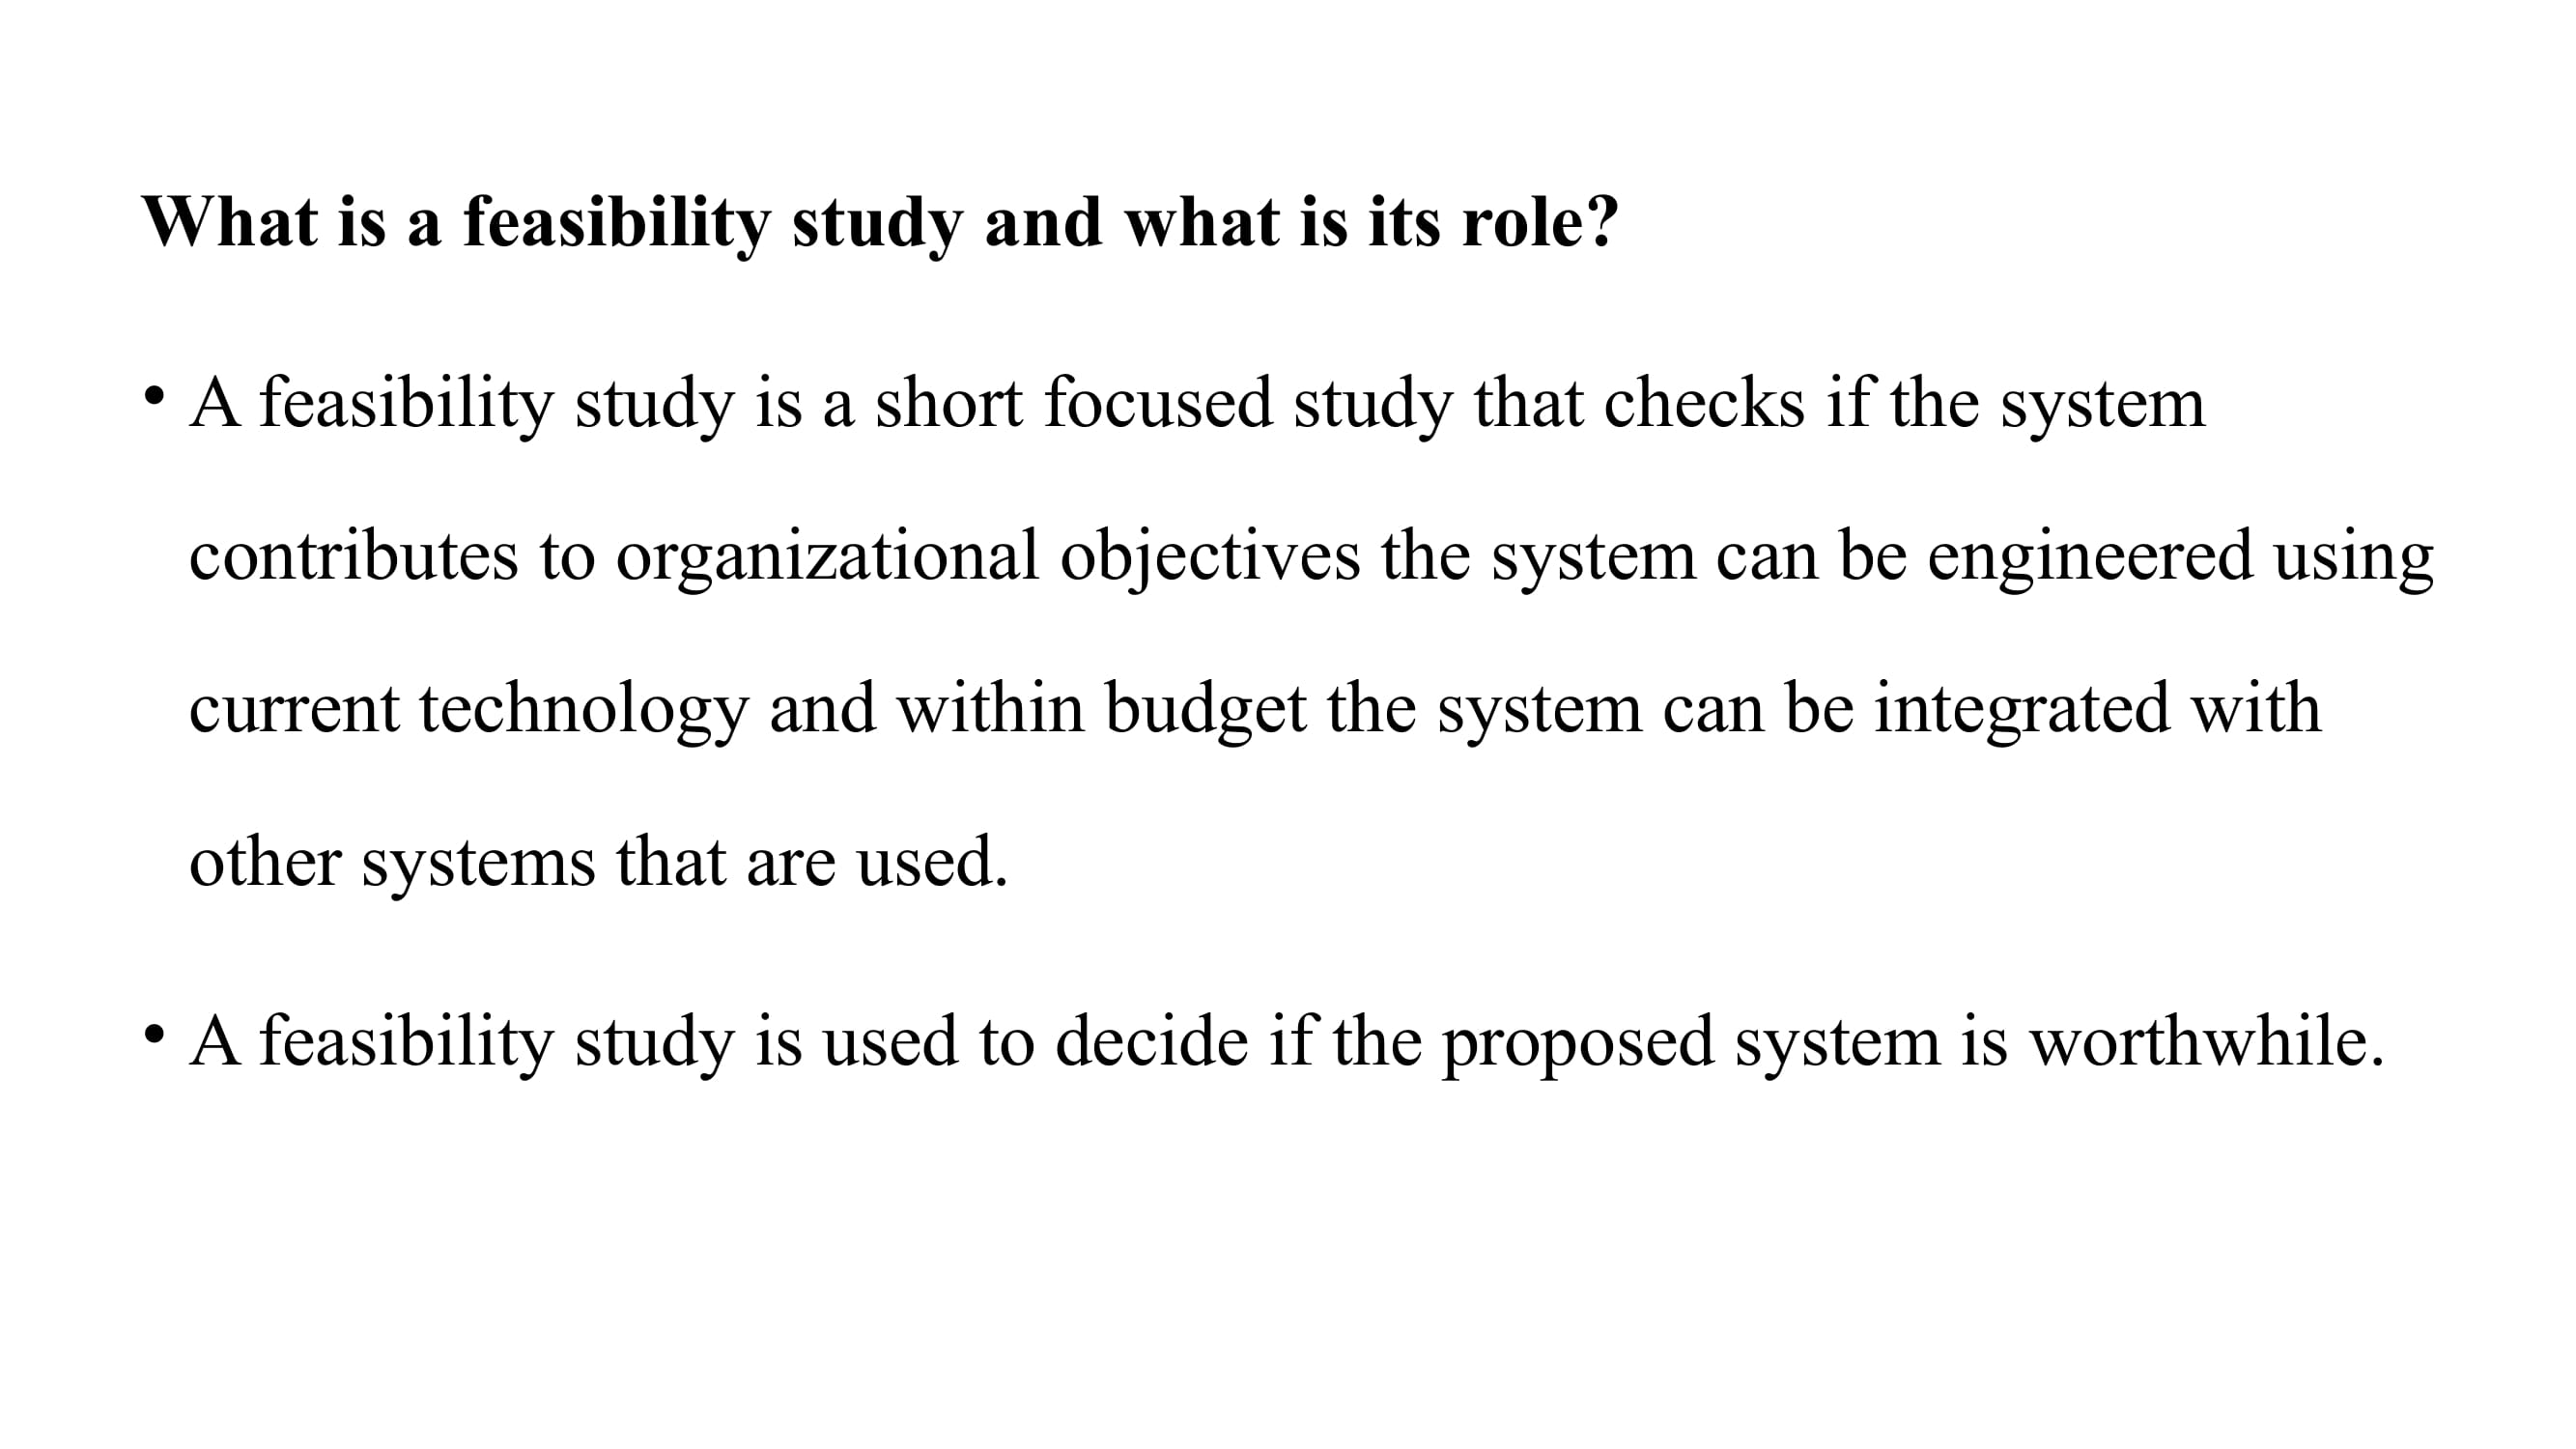 What is a feasibility study and what is its role?
• A feasibility study is a short focused study that checks if the system
contributes to organizational objectives the system can be engineered using
current technology and within budget the system can be integrated with
other systems that are used.
• A feasibility study is used to decide if the proposed system is worthwhile.